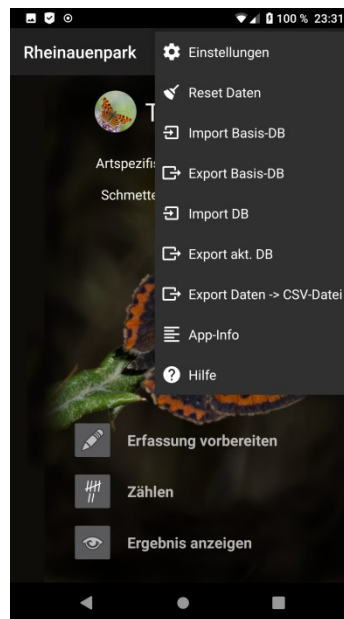 100 % 23:31
Rheinauenpark
Einstellungen
Reset Daten
Import Basis-DB
Export Basis-DB
Import DB
Export akt. DB
Export Daten -> CSV-Datei
App-Info
Hilfe
T
Artspezifi
Schmette
Erfassung vorbereiten
Zählen
Ergebnis anzeigen